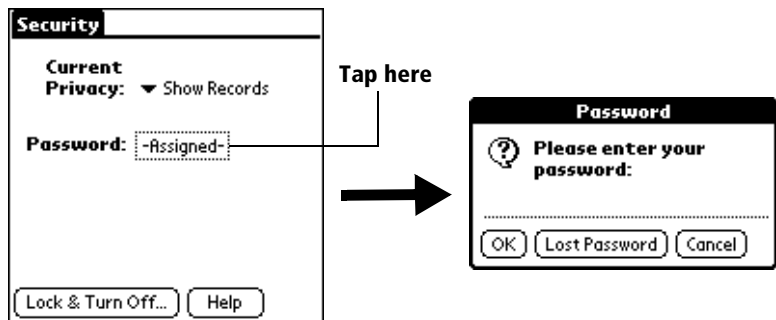 Security
Current
Privacy: Show Records
Password: -Assigned-
Lock & Turn Off... Help
Tap here
Password
Please enter your
password:
OK Lost Password Cancel